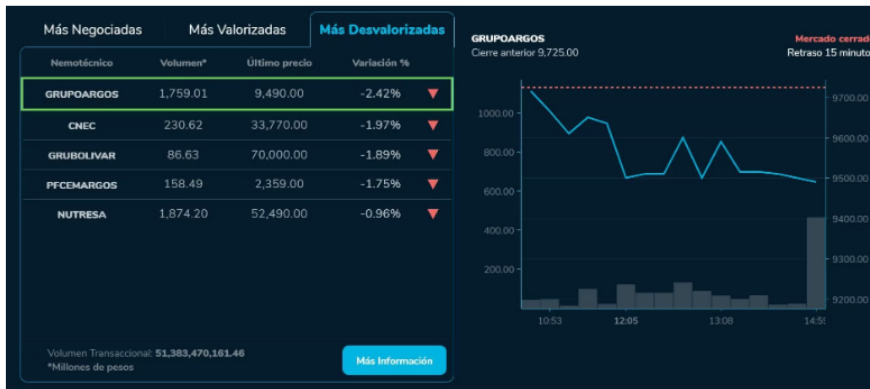 Más Negociadas Más Valorizadas Más Desvalorizadas
Nemotécnico Volumen* Último precio Variación %
GRUPOARGOS 1,759.01 9,490.00 -2.42%
CNEC 230.62 33,770.00 -1.97%
GRUBOLIVAR 86.63 70,000.00 -1.89%
PFCEMARGOS 158.49 2,359.00 -1.75%
NUTRESA 1,874.20 52,490.00 -0.96%
Volumen Transaccional: 51,383,470,161.46
*Millones de pesos
Más Información
GRUPOARGOS Mercado cerrado
Cierre anterior 9,725.00 Retraso 15 minuto
1000.00
800.00
600.00
400.00
200.00
9700.00
9600.00
9500.00
9400.00
9300.00
9200.00
10:53 12:05 13:08 14:59